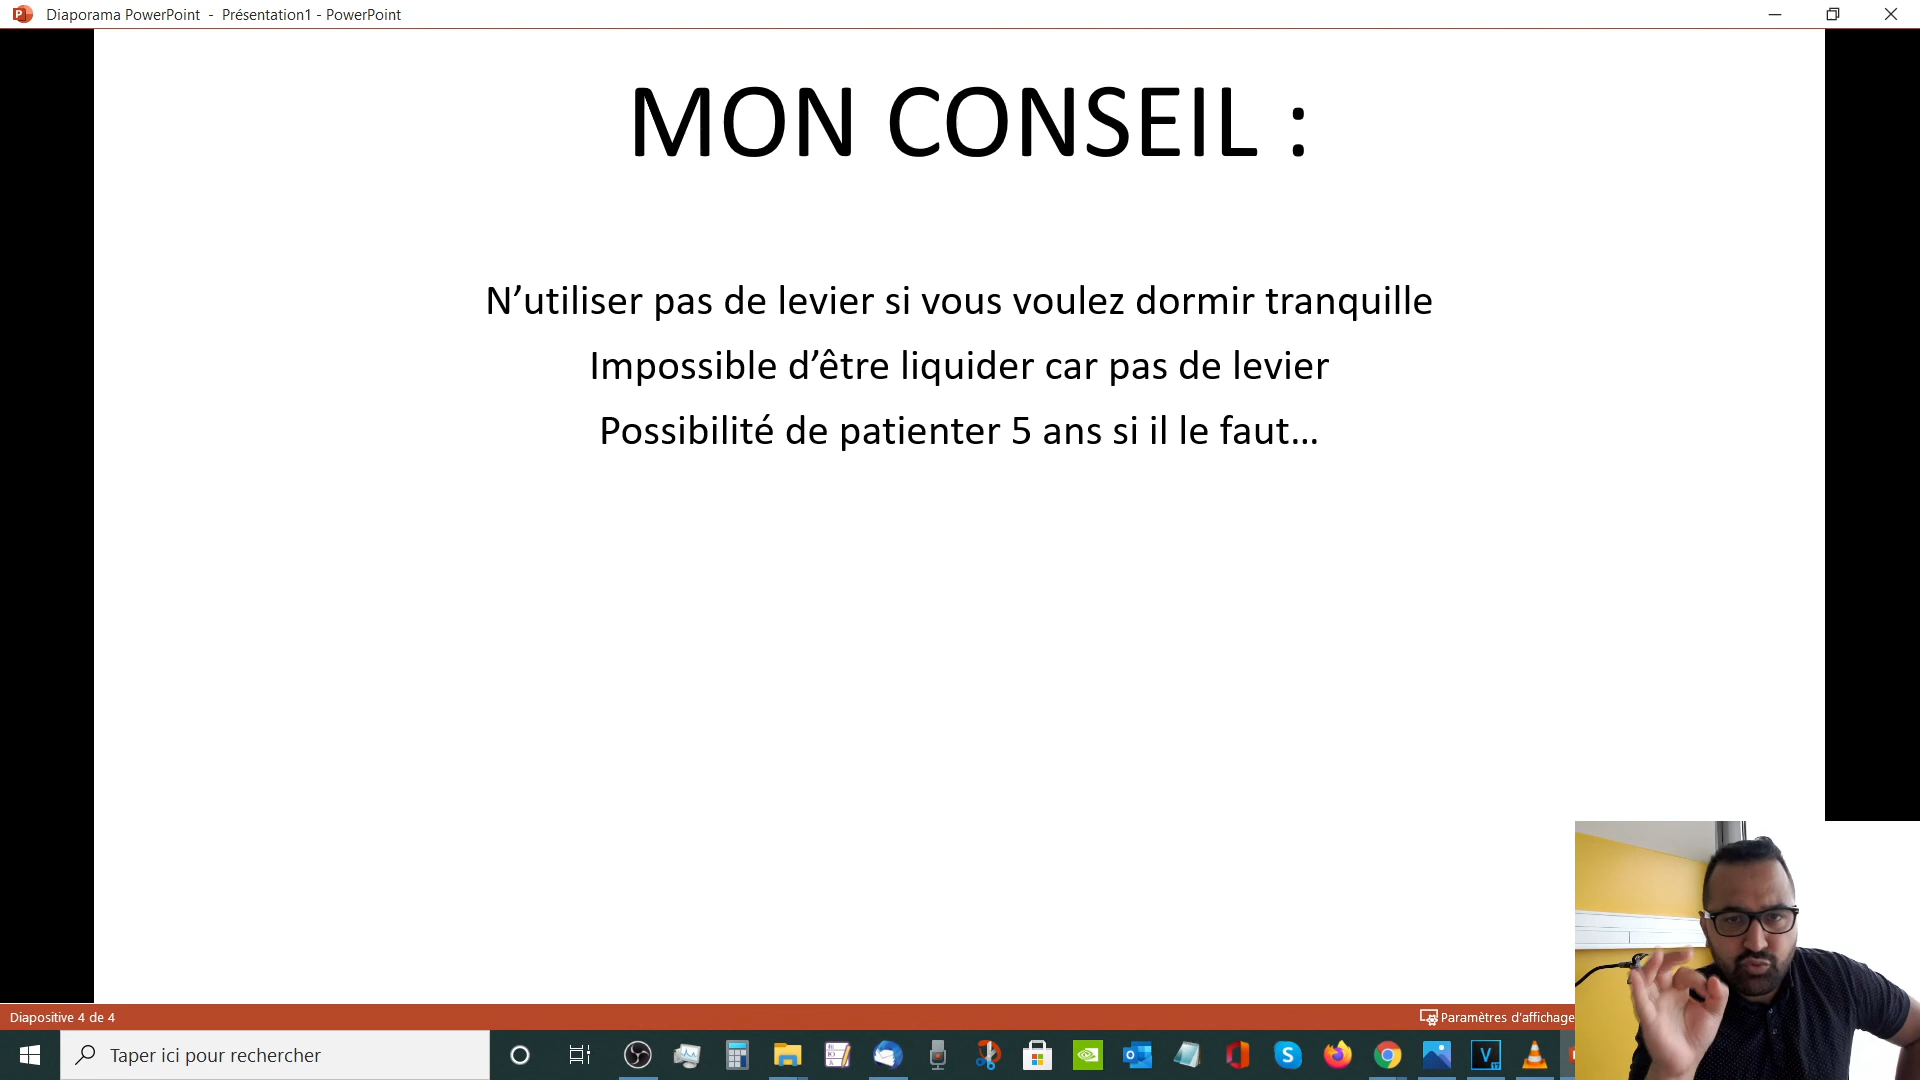 Diaporama PowerPoint - Présentation1 - PowerPoint
MON CONSEIL :
N’utiliser pas de levier si vous voulez dormir tranquille
Impossible d’être liquider car pas de levier
Possibilité de patienter 5 ans si il le faut...
Diapositive 4 de 4
Paramètres d’affichage
Taper ici pour rechercher